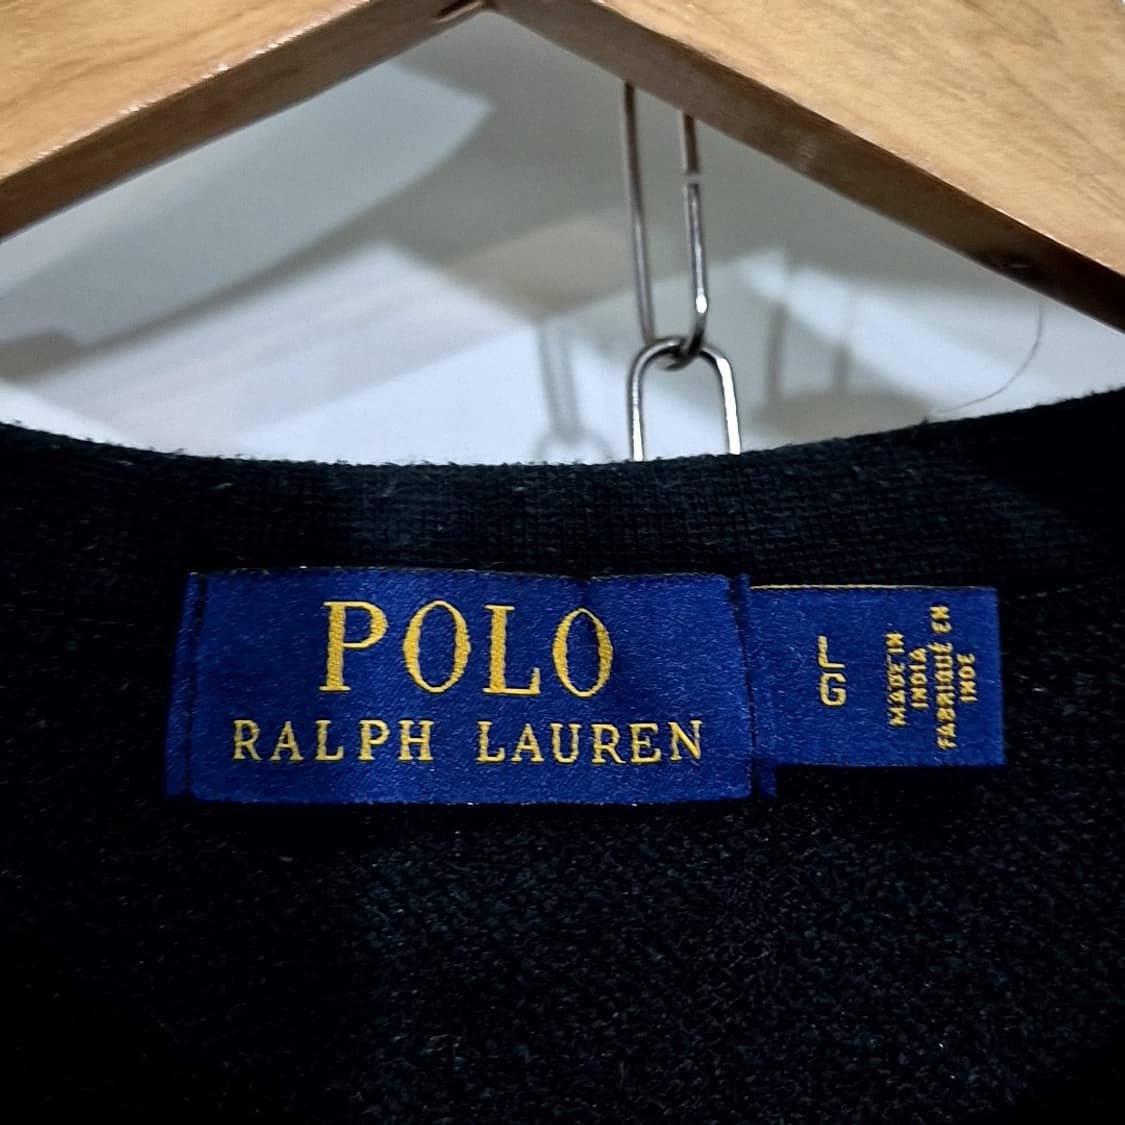 POLO
RALPH LAUREN
L
G
MADE IN
INDIA
FABRIQUÉ EN
INDE